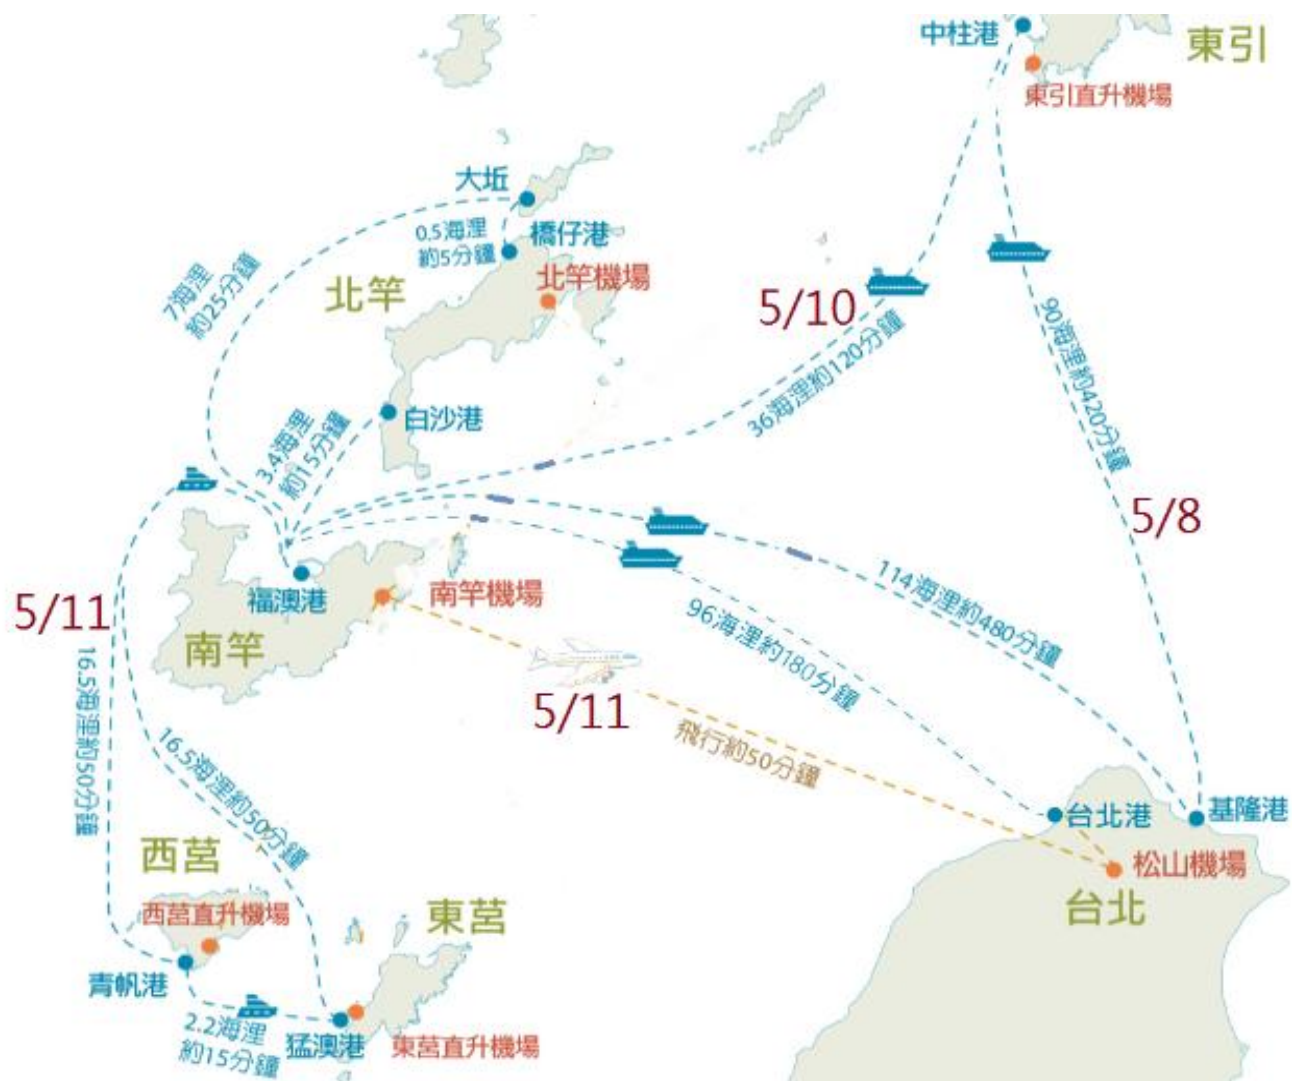 中柱港
東引
東引直升機場
大坵
0.5海浬
約5分鐘
橋仔港
北竿
北竿機場
7海浬
約25分鐘
5/10
36海浬約120分鐘
90海浬約420分鐘
白沙港
3.4海浬
約15分鐘
5/8
福澳港
南竿機場
南竿
5/11
114海浬約480分鐘
96海浬約180分鐘
5/11
飛行約50分鐘
16.5海浬約50分鐘
16.5海浬約50分鐘
台北港
基隆港
松山機場
台北
西莒
西莒直升機場
東莒
青帆港
2.2海浬
約15分鐘
猛澳港
東莒直升機場